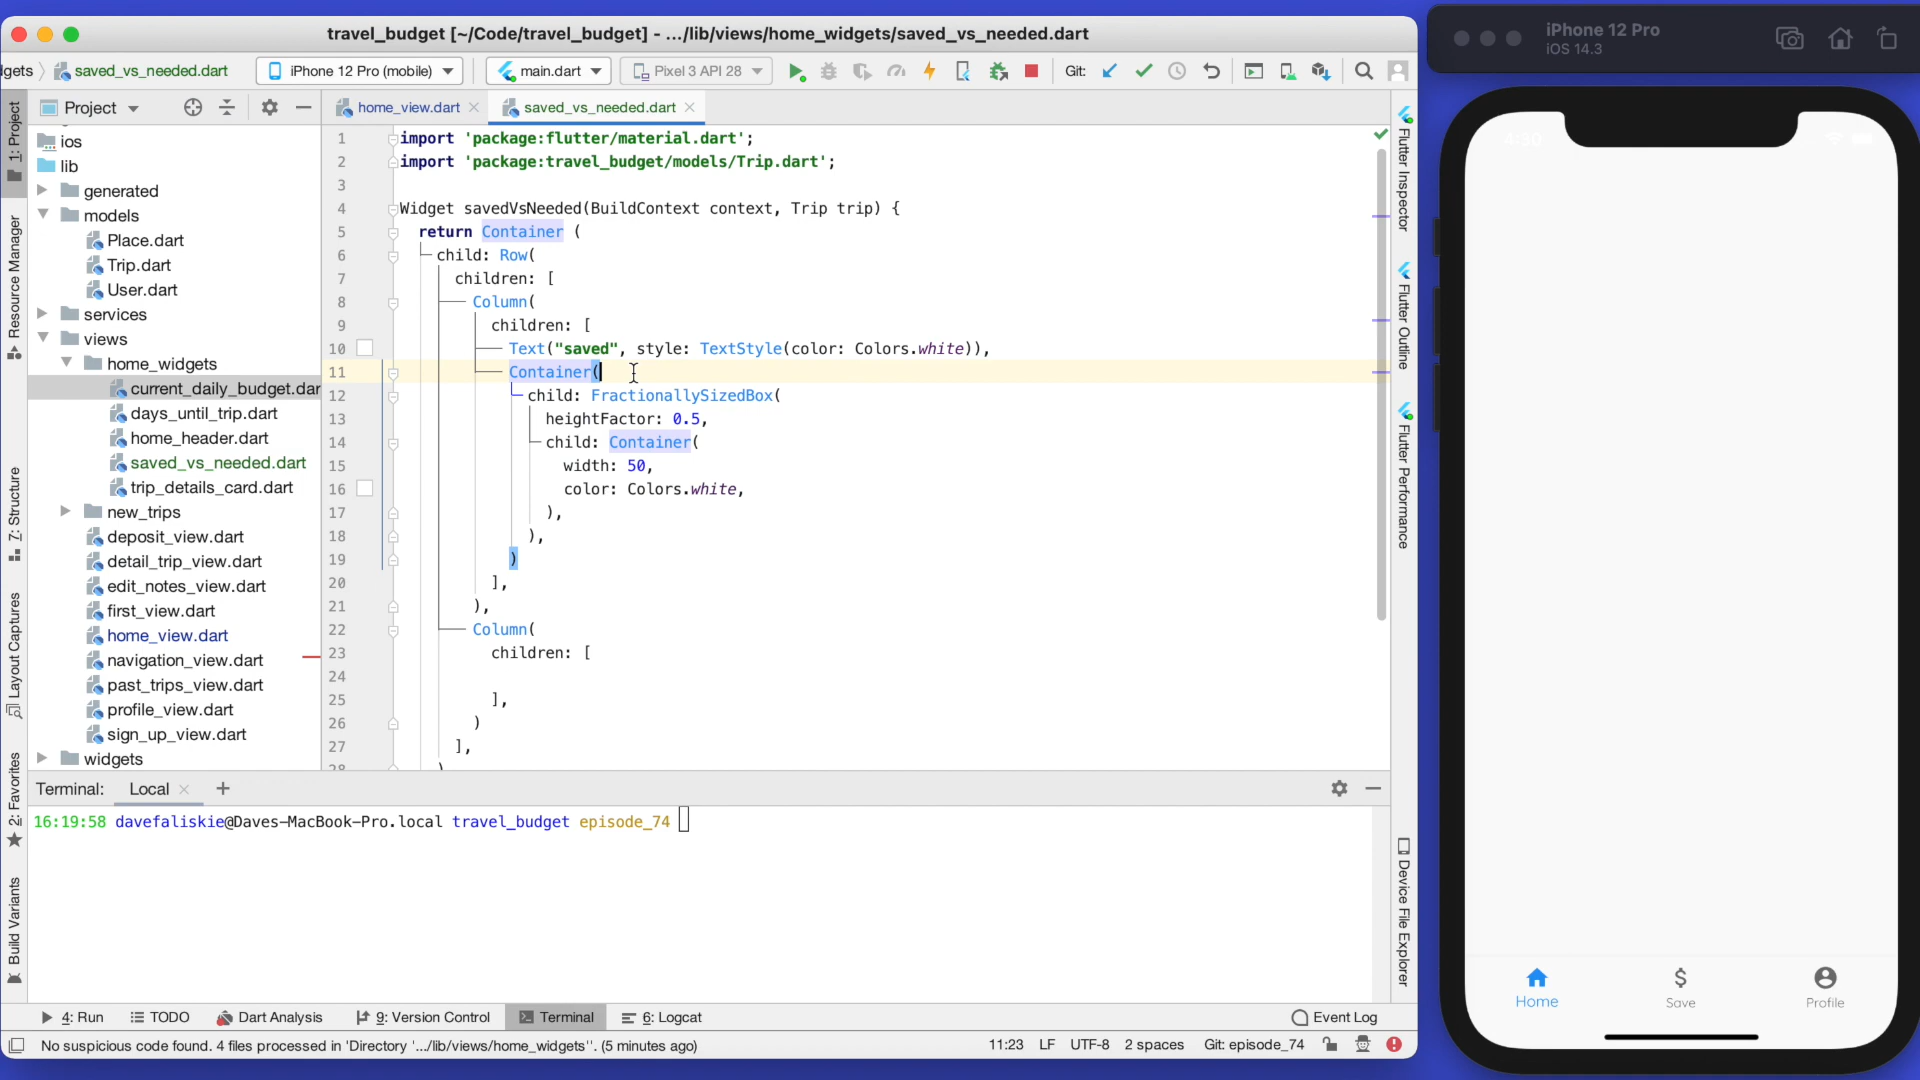 travel_budget [~/Code/travel_budget] - .../lib/views/home_widgets/saved_vs_needed.dart
iPhone 12 Pro
iOS 14.3
saved_vs_needed.dart
iPhone 12 Pro (mobile)
main.dart
Pixel 3 API 28
Git:
1: Project
Resource Manager
7: Structure
Layout Captures
2: Favorites
Build Variants
Project
ios
lib
generated
models
Place.dart
Trip.dart
User.dart
services
views
home_widgets
current_daily_budget.dar
days_until_trip.dart
home_header.dart
saved_vs_needed.dart
trip_details_card.dart
new_trips
deposit_view.dart
detail_trip_view.dart
edit_notes_view.dart
first_view.dart
home_view.dart
navigation_view.dart
past_trips_view.dart
profile_view.dart
sign_up_view.dart
widgets
home_view.dart
saved_vs_needed.dart
1 import 'package:flutter/material.dart';
2 import 'package:travel_budget/models/Trip.dart';
3
4 Widget savedVsNeeded(BuildContext context, Trip trip) {
5 return Container (
6 child: Row(
7 children: [
8 Column(
9 children: [
10 Text("saved", style: TextStyle(color: Colors.white)),
11 Container(
12 child: FractionallySizedBox(
13 heightFactor: 0.5,
14 child: Container(
15 width: 50,
16 color: Colors.white,
17 ),
18 ),
19 )
20 ],
21 ),
22 Column(
23 children: [
24
25 ],
26 )
27 ],
28 )
Flutter Inspector
Flutter Outline
Flutter Performance
Device File Explorer
Terminal:
Local
16:19:58 davefaliskie@Daves-MacBook-Pro.local travel_budget episode_74
4: Run
TODO
Dart Analysis
9: Version Control
Terminal
6: Logcat
Event Log
No suspicious code found. 4 files processed in 'Directory '.../lib/views/home_widgets''. (5 minutes ago)
11:23
LF
UTF-8
2 spaces
Git: episode_74
Home
Save
Profile